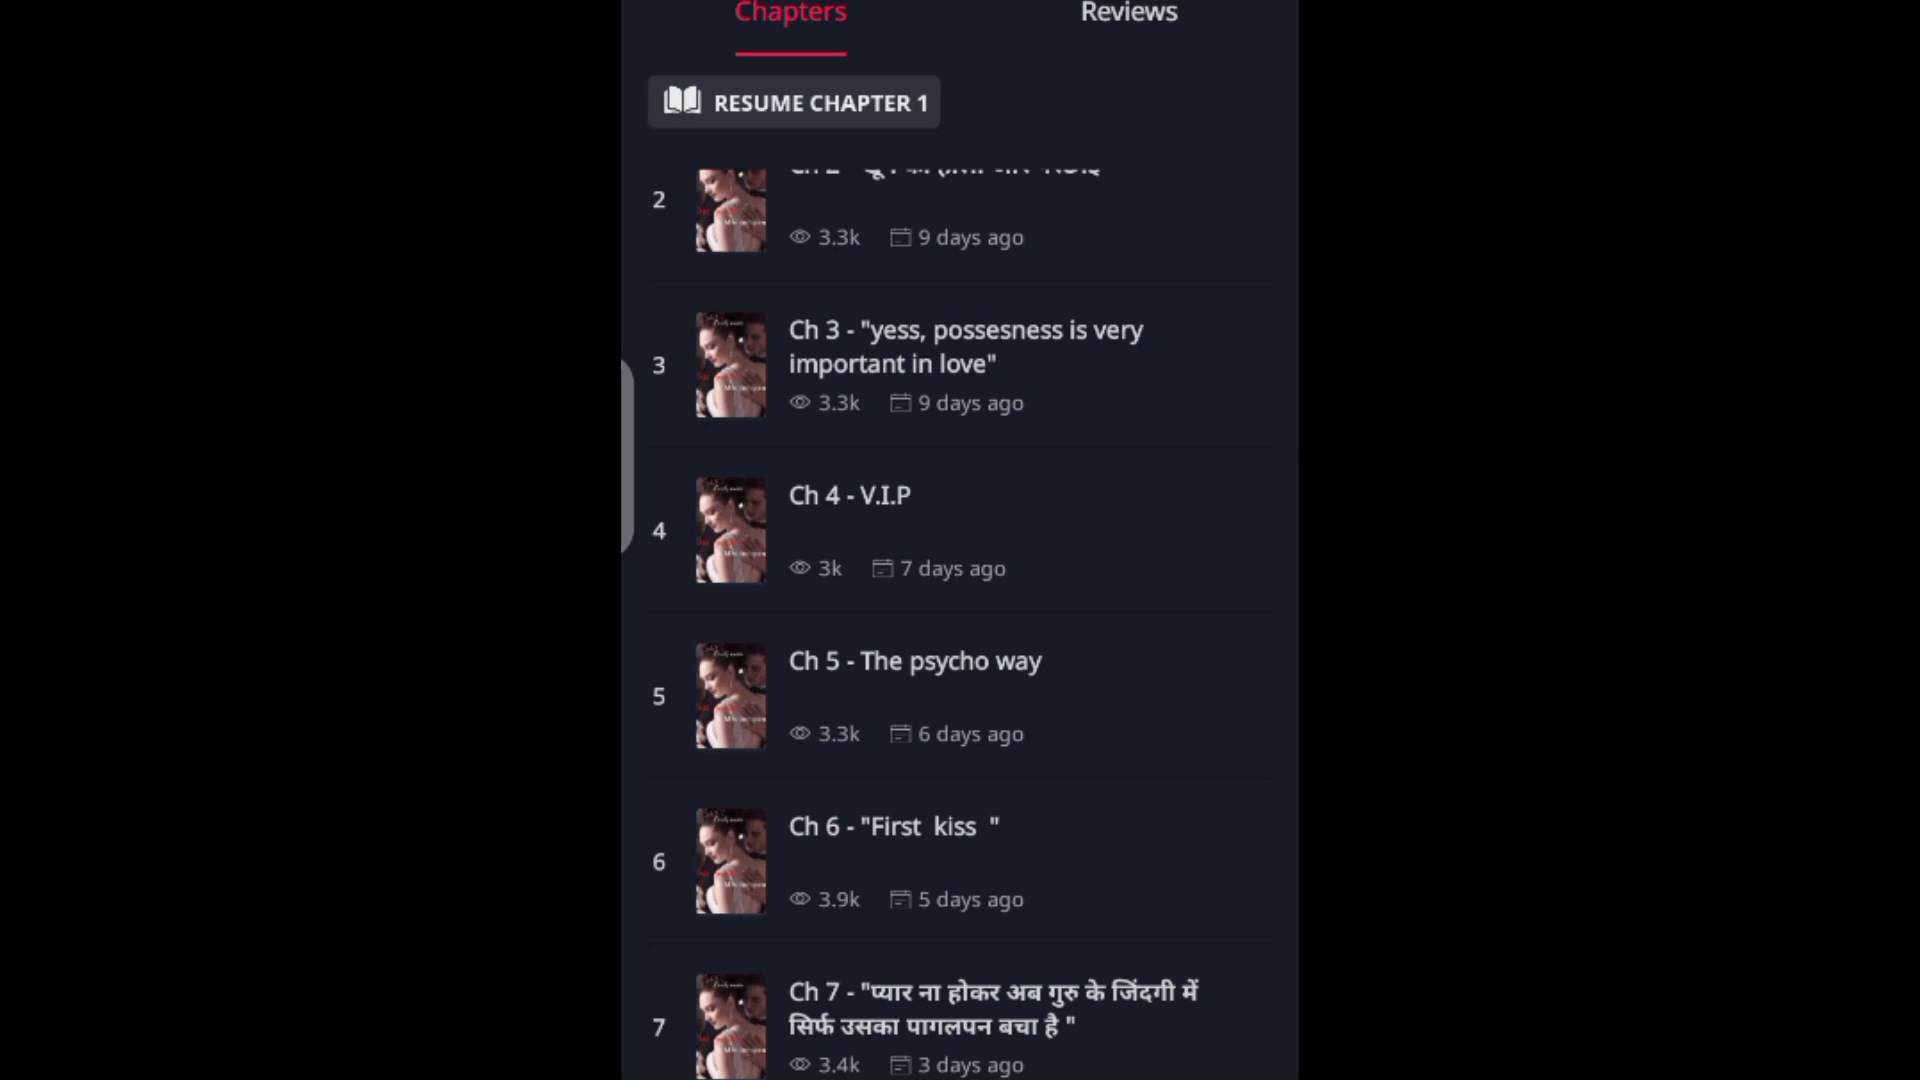 Chapters
Reviews
RESUME CHAPTER 1
2
3.3k 9 days ago
3
Ch 3 - "yess, possesness is very
important in love"
3.3k 9 days ago
4
Ch 4 - V.I.P
3k 7 days ago
5
Ch 5 - The psycho way
3.3k 6 days ago
6
Ch 6 - "First kiss "
3.9k 5 days ago
7
Ch 7 - "प्यार ना होकर अब गुरु के जिंदगी में
सिर्फ उसका पागलपन बचा है "
3.4k 3 days ago